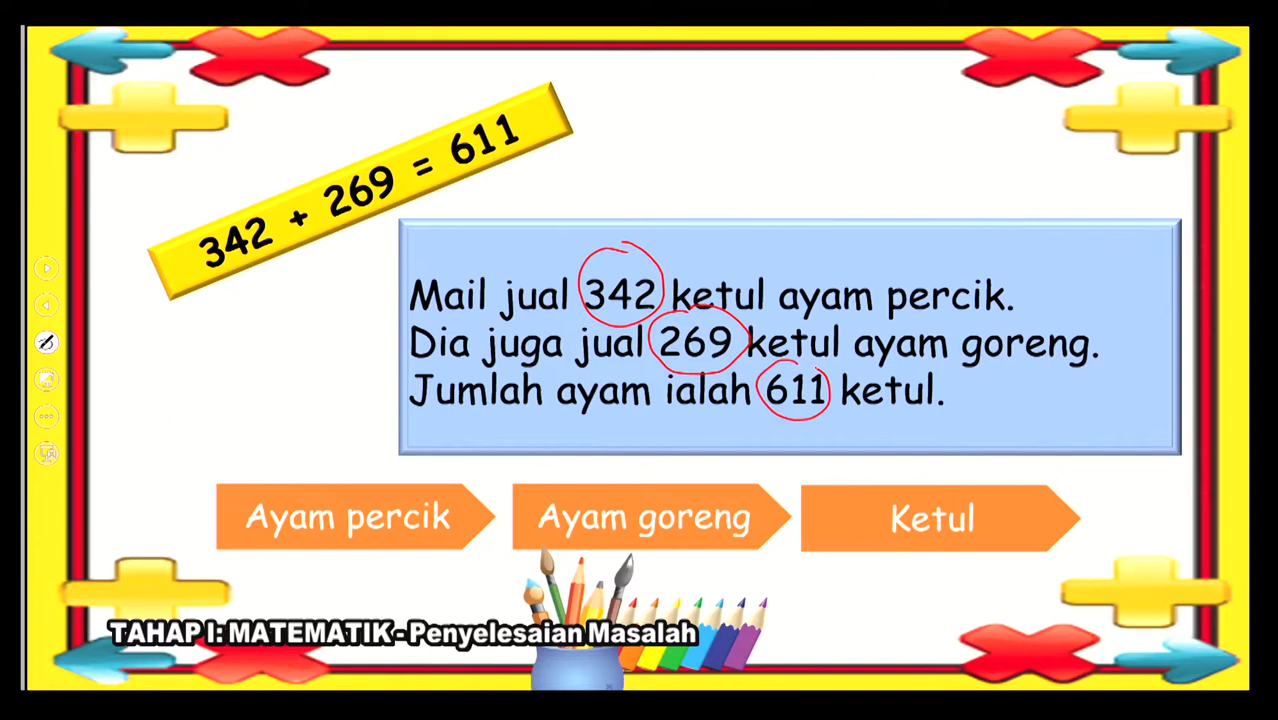 342 + 269 = 611
Mail jual 342 ketul ayam percik.
Dia juga jual 269 ketul ayam goreng.
Jumlah ayam ialah 611 ketul.
Ayam percik
Ayam goreng
Ketul
TAHAP I: MATEMATIK - Penyelesaian Masalah